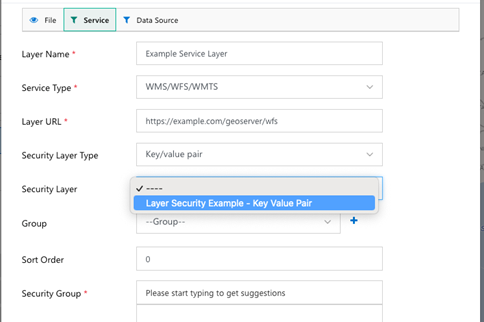 File Service Data Source
Layer Name * Example Service Layer
Service Type * WMS/WFS/WMTS
Layer URL * https://example.com/geoserver/wfs
Security Layer Type Key/value pair
Security Layer ✓ ----
Layer Security Example - Key Value Pair
Group --Group-- +
Sort Order 0
Security Group * Please start typing to get suggestions